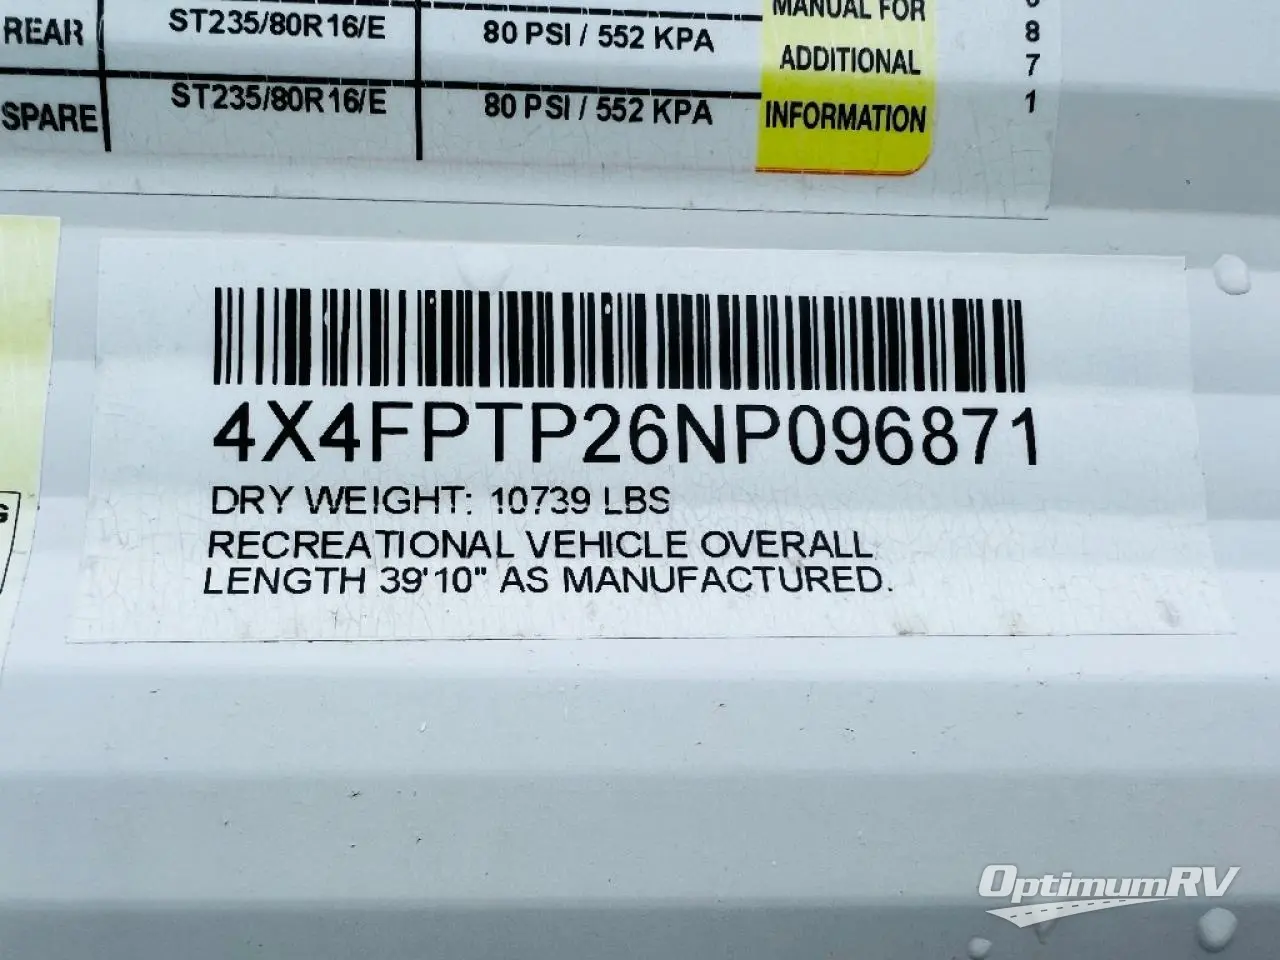 REAR ST235/80R16/E 80 PSI / 552 KPA
SPARE ST235/80R16/E 80 PSI / 552 KPA
MANUAL FOR
ADDITIONAL
INFORMATION
8
7
1
4X4FPTP26NP096871
DRY WEIGHT: 10739 LBS
RECREATIONAL VEHICLE OVERALL
LENGTH 39'10" AS MANUFACTURED.
OptimumRV